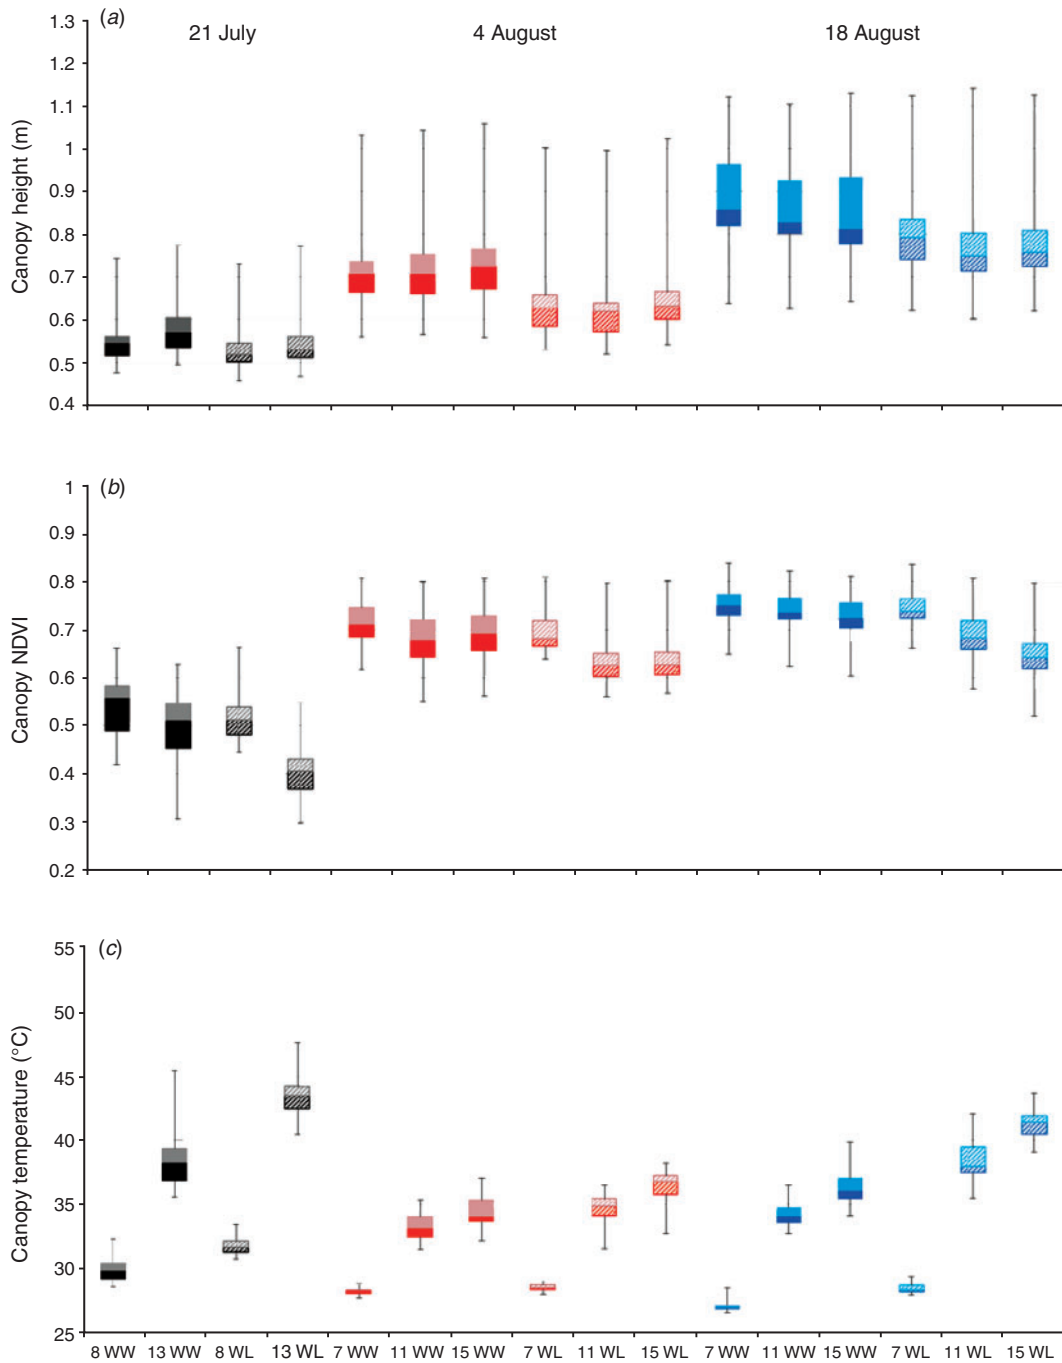 (a)
21 July
4 August
18 August
Canopy height (m)
1.3
1.2
1.1
1
0.9
0.8
0.7
0.6
0.5
0.4
(b)
Canopy NDVI
1
0.9
0.8
0.7
0.6
0.5
0.4
0.3
0.2
(c)
Canopy temperature (°C)
55
50
45
40
35
30
25
8 WW 13 WW 8 WL 13 WL 7 WW 11 WW 15 WW 7 WL 11 WL 15 WL 7 WW 11 WW 15 WW 7 WL 11 WL 15 WL